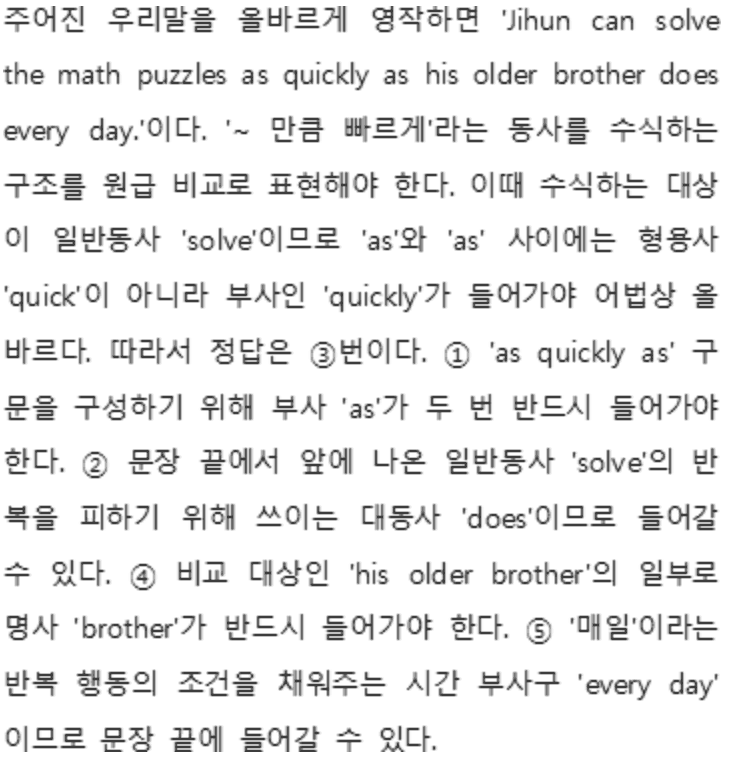 주어진 우리말을 올바르게 영작하면 'Jihun can solve
the math puzzles as quickly as his older brother does
every day.'이다. '~ 만큼 빠르게'라는 동사를 수식하는
구조를 원급 비교로 표현해야 한다. 이때 수식하는 대상
이 일반동사 'solve'이므로 'as'와 'as' 사이에는 형용사
'quick'이 아니라 부사인 'quickly'가 들어가야 어법상 올
바르다. 따라서 정답은 ③번이다. ① 'as quickly as' 구
문을 구성하기 위해 부사 'as'가 두 번 반드시 들어가야
한다. ② 문장 끝에서 앞에 나온 일반동사 'solve'의 반
복을 피하기 위해 쓰이는 대동사 'does'이므로 들어갈
수 있다. ④ 비교 대상인 'his older brother'의 일부로
명사 'brother'가 반드시 들어가야 한다. ⑤ '매일'이라는
반복 행동의 조건을 채워주는 시간 부사구 'every day'
이므로 문장 끝에 들어갈 수 있다.